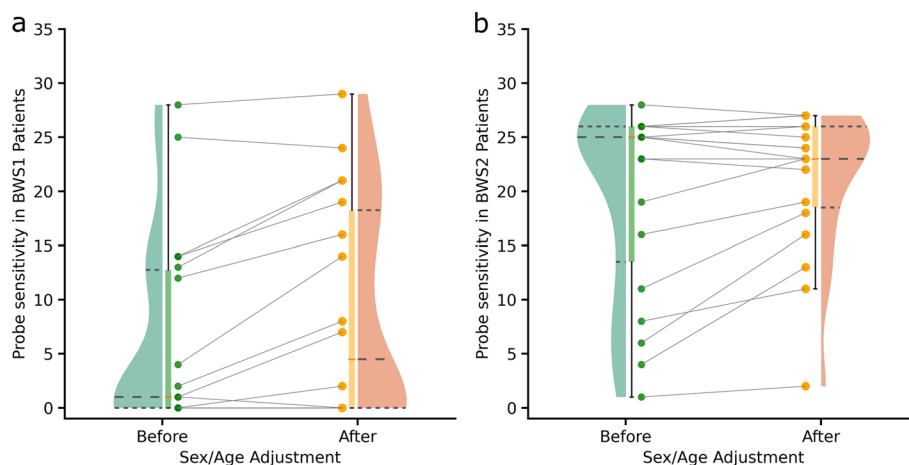 a
Probe sensitivity in BWS1 Patients
35
30
25
20
15
10
5
0
Before
After
Sex/Age Adjustment
b
Probe sensitivity in BWS2 Patients
35
30
25
20
15
10
5
0
Before
After
Sex/Age Adjustment